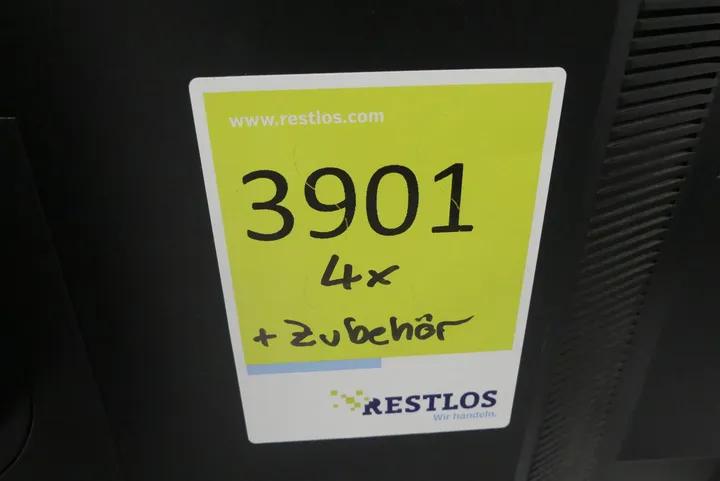 www.restlos.com
3901
4x
+ Zubehör
RESTLOS
Wir handeln.